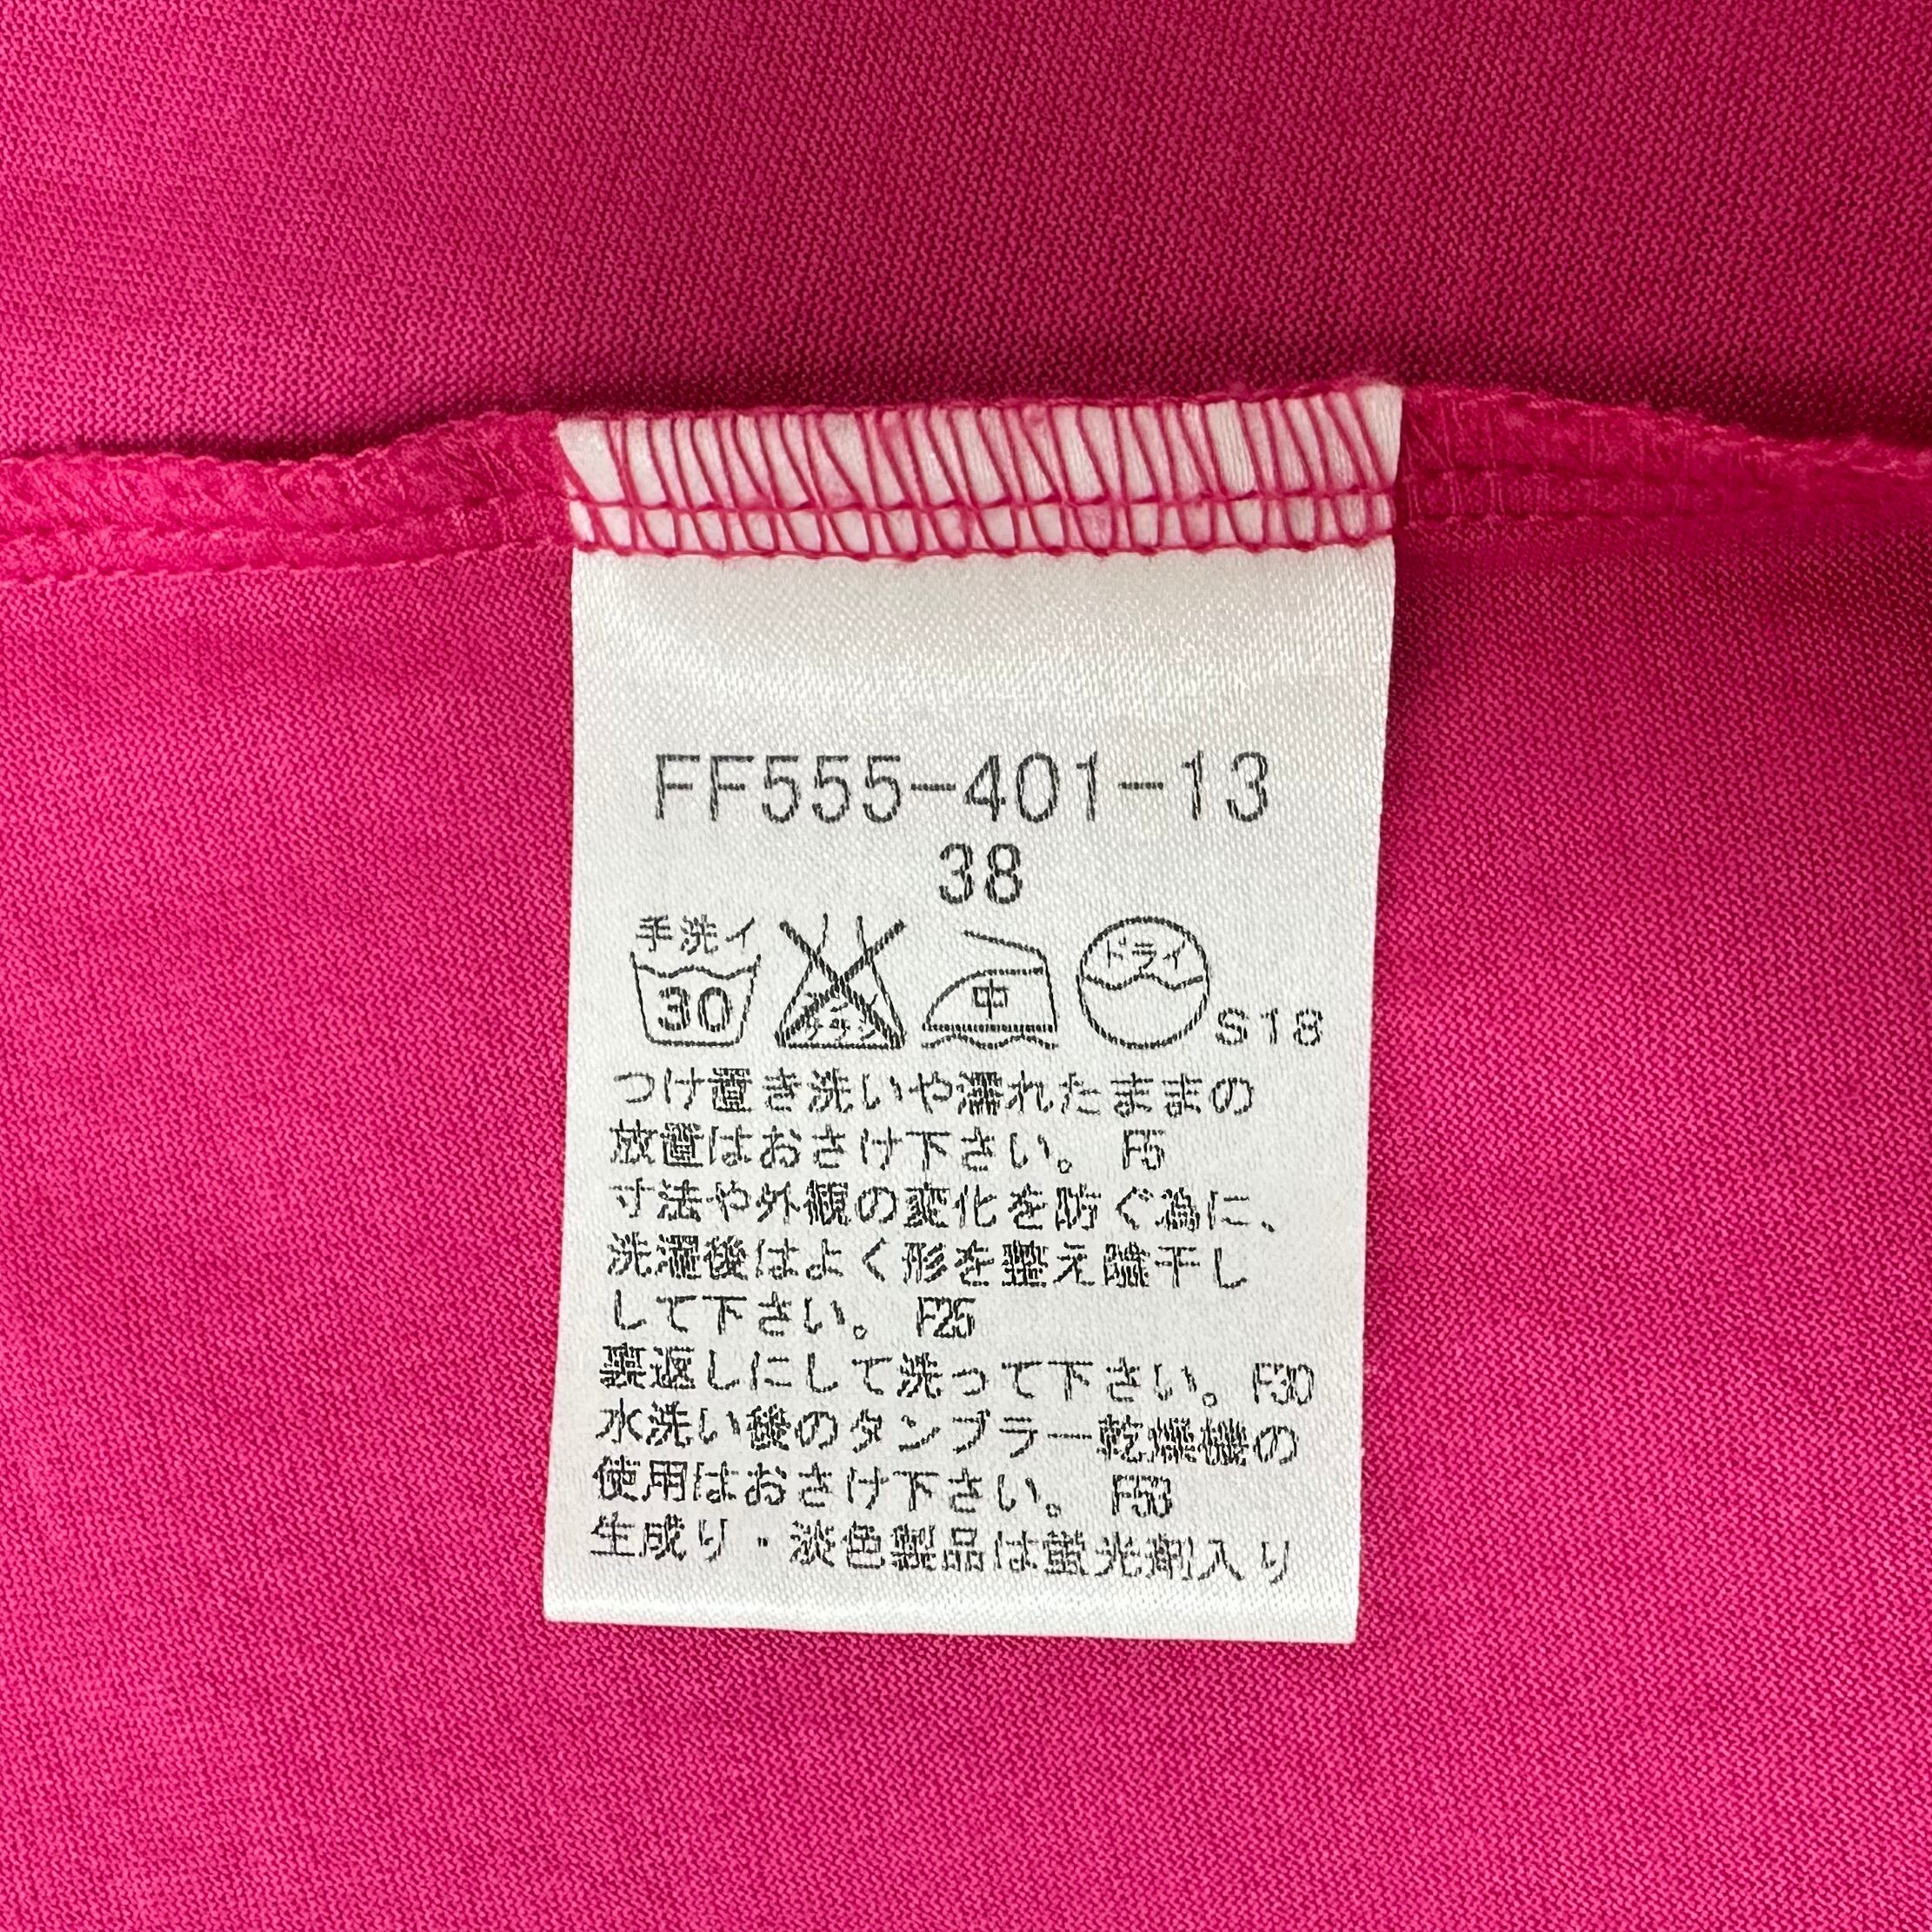 FF555-401-13
38
手洗イ
30
エンソ
サラシ
中
ドライ
S18
つけ置き洗いや濡れたままの
放置はおさけ下さい。 F5
寸法や外観の変化を防ぐ為に、
洗濯後はよく形を整え陰干し
して下さい。 F25
裏返しにして洗って下さい。F30
水洗い後のタンブラー乾燥機の
使用はおさけ下さい。 F53
生成り・淡色製品は蛍光剤入り